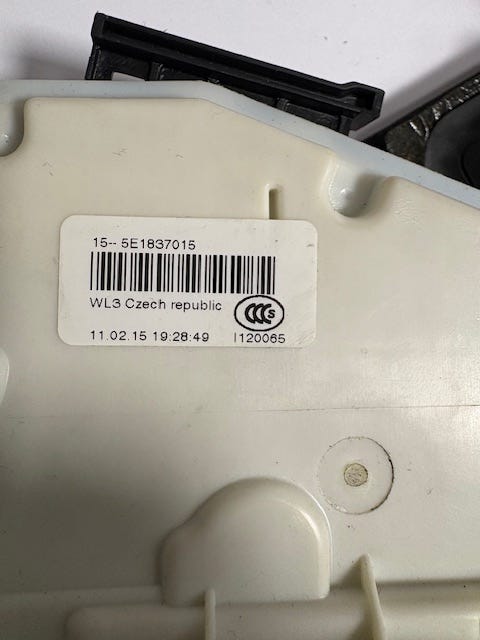 15-- 5E1837015
WL3 Czech republic
CCC S
11.02.15 19:28:49 I120065